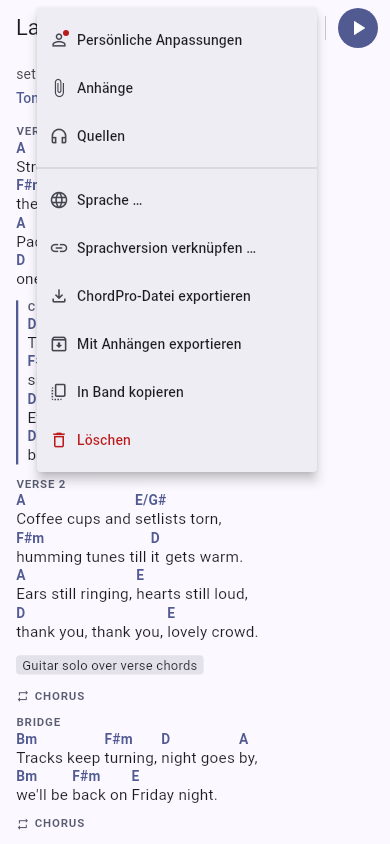 La
Persönliche Anpassungen
set
Anhänge
Quellen
A
Str
the
Sprache …
A
Sprachversion verknüpfen …
D
ChordPro-Datei exportieren
D
Mit Anhängen exportieren
In Band kopieren
Löschen
VERSE 2
A E/G#
Coffee cups and setlists torn,
F#m D
humming tunes till it gets warm.
A E
Ears still ringing, hearts still loud,
D E
thank you, thank you, lovely crowd.
Guitar solo over verse chords
CHORUS
BRIDGE
Bm F#m D A
Tracks keep turning, night goes by,
Bm F#m E
we'll be back on Friday night.
CHORUS